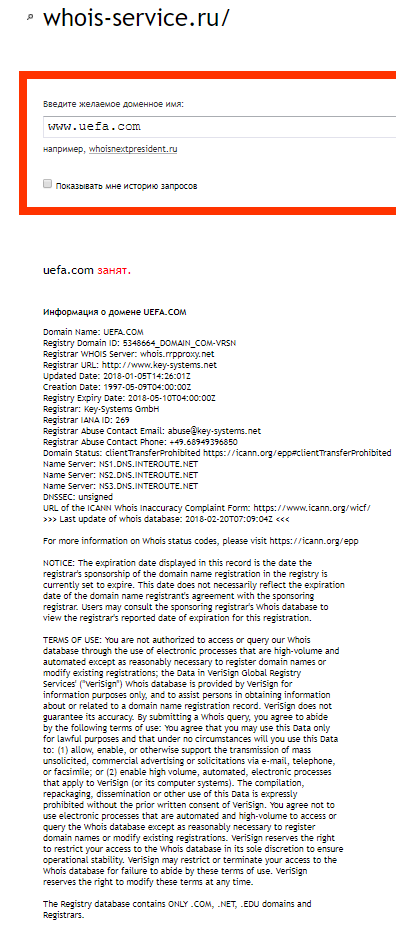 whois-service.ru/
Введите желаемое доменное имя:
www.uefa.com
например, whoisnextpresident.ru
Показывать мне историю запросов
uefa.com занят.
Информация о домене UEFA.COM
Domain Name: UEFA.COM
Registry Domain ID: 5348664_DOMAIN_COM-VRSN
Registrar WHOIS Server: whois.rrpproxy.net
Registrar URL: http://www.key-systems.net
Updated Date: 2018-01-05T14:26:01Z
Creation Date: 1997-05-09T04:00:00Z
Registry Expiry Date: 2018-05-10T04:00:00Z
Registrar: Key-Systems GmbH
Registrar IANA ID: 269
Registrar Abuse Contact Email: abuse@key-systems.net
Registrar Abuse Contact Phone: +49.68949396850
Domain Status: clientTransferProhibited https://icann.org/epp#clientTransferProhibited
Name Server: NS1.DNS.INTEROUTE.NET
Name Server: NS2.DNS.INTEROUTE.NET
Name Server: NS3.DNS.INTEROUTE.NET
DNSSEC: unsigned
URL of the ICANN Whois Inaccuracy Complaint Form: https://www.icann.org/wicf/
>>> Last update of whois database: 2018-02-20T07:09:04Z <<<
For more information on Whois status codes, please visit https://icann.org/epp
NOTICE: The expiration date displayed in this record is the date the
registrar's sponsorship of the domain name registration in the registry is
currently set to expire. This date does not necessarily reflect the expiration
date of the domain name registrant's agreement with the sponsoring
registrar. Users may consult the sponsoring registrar's Whois database to
view the registrar's reported date of expiration for this registration.
TERMS OF USE: You are not authorized to access or query our Whois
database through the use of electronic processes that are high-volume and
automated except as reasonably necessary to register domain names or
modify existing registrations; the Data in VeriSign Global Registry
Services' ("VeriSign") Whois database is provided by VeriSign for
information purposes only, and to assist persons in obtaining information
about or related to a domain name registration record. VeriSign does not
guarantee its accuracy. By submitting a Whois query, you agree to abide
by the following terms of use: You agree that you may use this Data only
for lawful purposes and that under no circumstances will you use this Data
to: (1) allow, enable, or otherwise support the transmission of mass
unsolicited, commercial advertising or solicitations via e-mail, telephone,
or facsimile; or (2) enable high volume, automated, electronic processes
that apply to VeriSign (or its computer systems). The compilation,
repackaging, dissemination or other use of this Data is expressly
prohibited without the prior written consent of VeriSign. You agree not to
use electronic processes that are automated and high-volume to access or
query the Whois database except as reasonably necessary to register
domain names or modify existing registrations. VeriSign reserves the right
to restrict your access to the Whois database in its sole discretion to ensure
operational stability. VeriSign may restrict or terminate your access to the
Whois database for failure to abide by these terms of use. VeriSign
reserves the right to modify these terms at any time.
The Registry database contains ONLY .COM, .NET, .EDU domains and
Registrars.